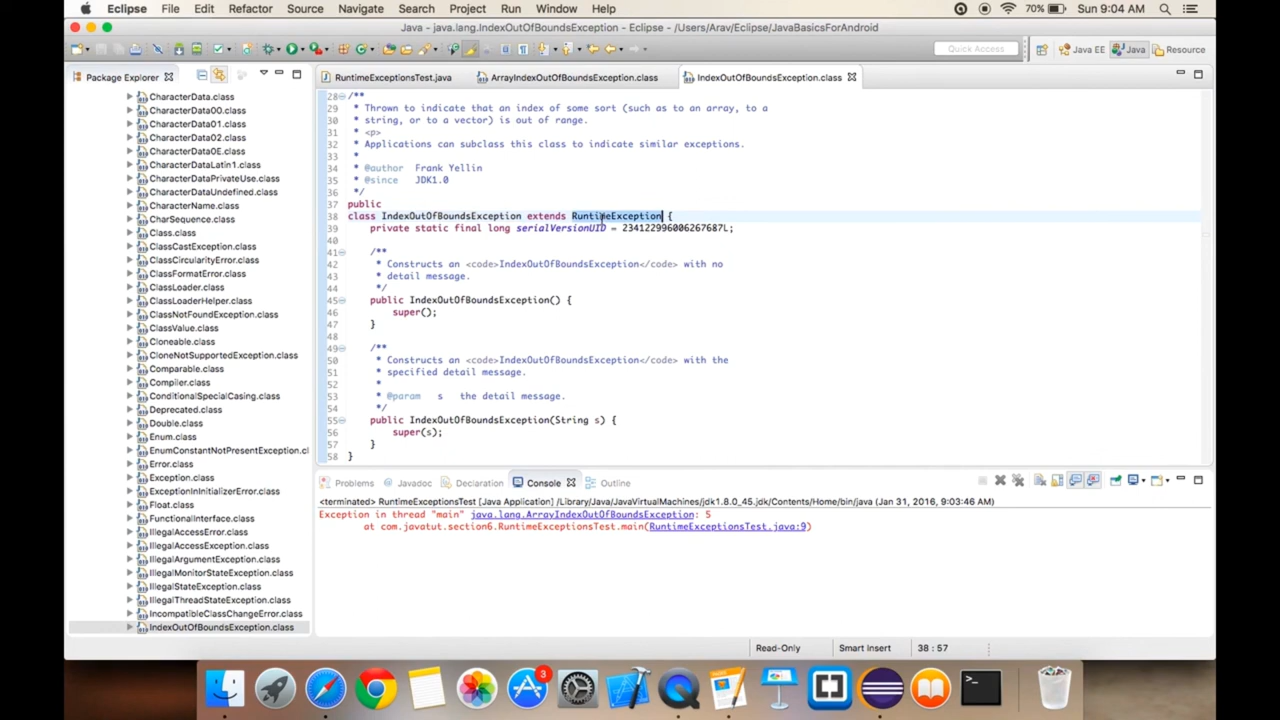 Eclipse File Edit Refactor Source Navigate Search Project Run Window Help 70% Sun 9:04 AM
Java - java.lang.IndexOutOfBoundsException - Eclipse - /Users/Arav/Eclipse/JavaBasicsForAndroid
Quick Access Java EE Java Resource
Package Explorer
RuntimeExceptionsTest.java ArrayIndexOutOfBoundsException.class IndexOutOfBoundsException.class
CharacterData.class
CharacterData00.class
CharacterData01.class
CharacterData02.class
CharacterData0E.class
CharacterDataLatin1.class
CharacterDataPrivateUse.class
CharacterDataUndefined.class
CharacterName.class
CharSequence.class
Class.class
ClassCastException.class
ClassCircularityError.class
ClassFormatError.class
ClassLoader.class
ClassLoaderHelper.class
ClassNotFoundException.class
ClassValue.class
Cloneable.class
CloneNotSupportedException.class
Comparable.class
Compiler.class
ConditionalSpecialCasing.class
Deprecated.class
Double.class
Enum.class
EnumConstantNotPresentException.cl
Error.class
Exception.class
ExceptionInInitializerError.class
Float.class
FunctionalInterface.class
IllegalAccessError.class
IllegalAccessException.class
IllegalArgumentException.class
IllegalMonitorStateException.class
IllegalStateException.class
IllegalThreadStateException.class
IncompatibleClassChangeError.class
IndexOutOfBoundsException.class
28 /**
29 * Thrown to indicate that an index of some sort (such as to an array, to a
30 * string, or to a vector) is out of range.
31 * <p>
32 * Applications can subclass this class to indicate similar exceptions.
33 *
34 * @author Frank Yellin
35 * @since JDK1.0
36 */
37 public
38 class IndexOutOfBoundsException extends RuntimeException {
39 private static final long serialVersionUID = 234122996006267687L;
40
41 /**
42 * Constructs an <code>IndexOutOfBoundsException</code> with no
43 * detail message.
44 */
45 public IndexOutOfBoundsException() {
46 super();
47 }
48
49 /**
50 * Constructs an <code>IndexOutOfBoundsException</code> with the
51 * specified detail message.
52 *
53 * @param s the detail message.
54 */
55 public IndexOutOfBoundsException(String s) {
56 super(s);
57 }
58 }
Problems Javadoc Declaration Console Outline
<terminated> RuntimeExceptionsTest [Java Application] /Library/Java/JavaVirtualMachines/jdk1.8.0_45.jdk/Contents/Home/bin/java (Jan 31, 2016, 9:03:46 AM)
Exception in thread "main" java.lang.ArrayIndexOutOfBoundsException: 5
at com.javatut.section6.RuntimeExceptionsTest.main(RuntimeExceptionsTest.java:9)
Read-Only Smart Insert 38 : 57
3